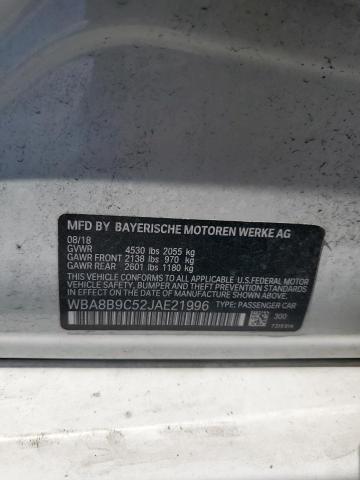 MFD BY BAYERISCHE MOTOREN WERKE AG
08/18
GVWR 4530 lbs 2055 kg
GAWR FRONT 2138 lbs 970 kg
GAWR REAR 2601 lbs 1180 kg
THIS VEHICLE CONFORMS TO ALL APPLICABLE U.S.FEDERAL MOTOR
VEHICLE SAFETY, BUMPER AND THEFT PREVENTION STANDARDS
IN EFFECT ON THE DATE OF MANUFACTURE SHOWN ABOVE.
WBA8B9C52JAE21996 TYPE: PASSENGER CAR
300